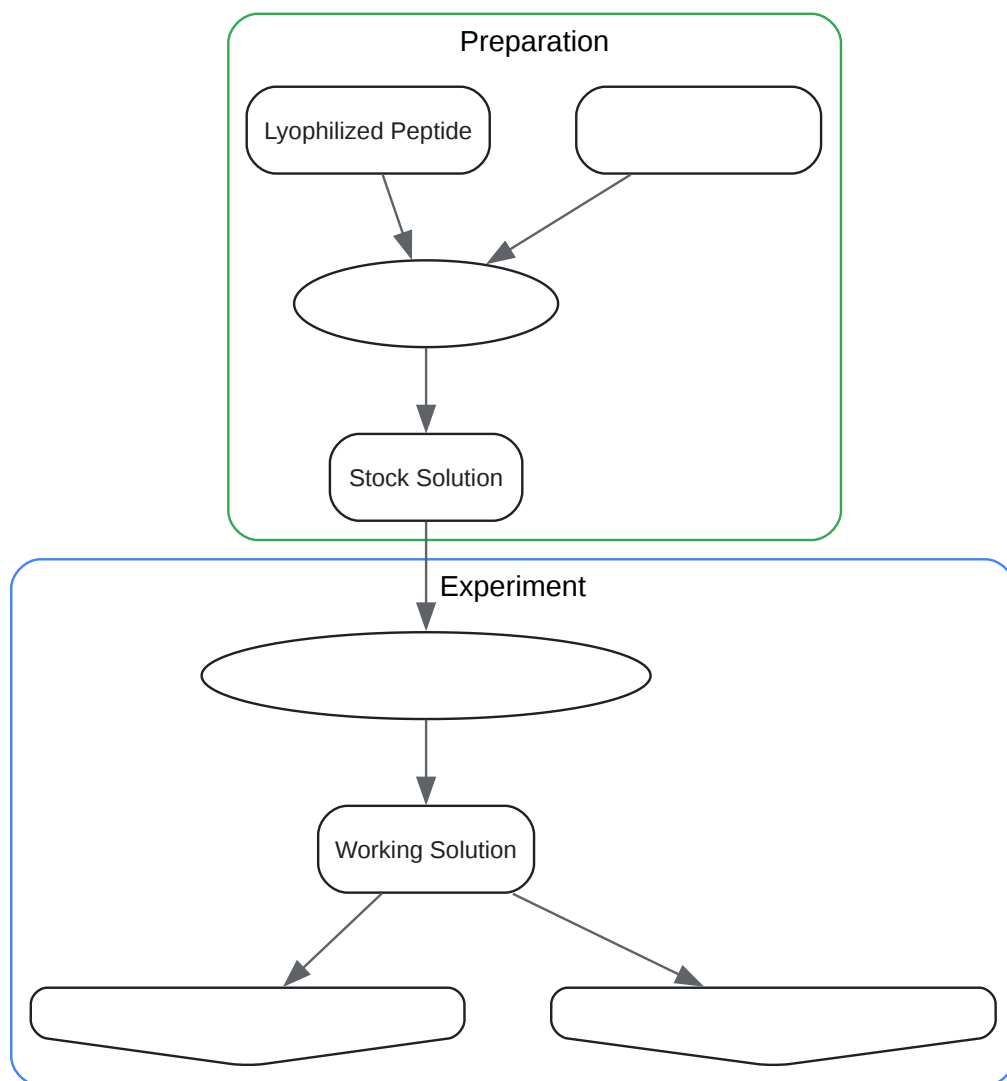 Preparation
Lyophilized Peptide
Stock Solution
Experiment
Working Solution